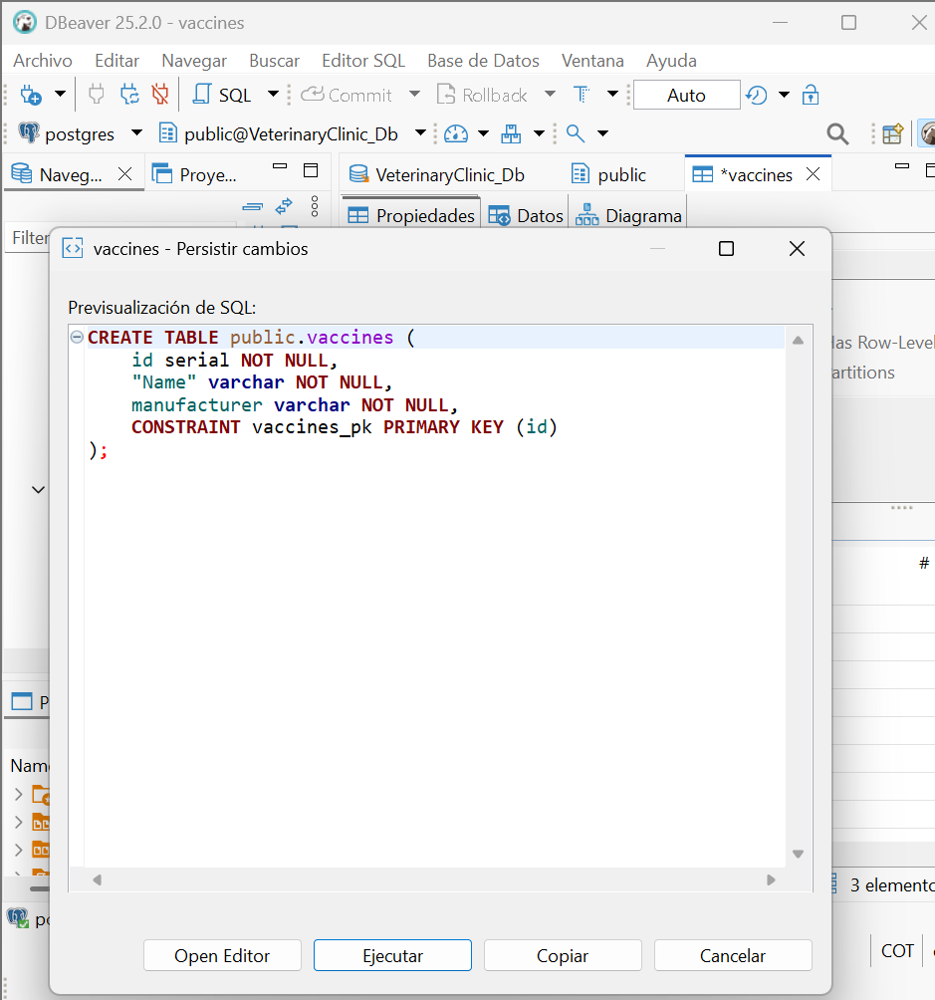 DBeaver 25.2.0 - vaccines
Archivo Editar Navegar Buscar Editor SQL Base de Datos Ventana Ayuda
SQL Commit Rollback T Auto
postgres public@VeterinaryClinic_Db
Naveg... Proye... VeterinaryClinic_Db public *vaccines
Propiedades Datos Diagrama
Filter
vaccines - Persistir cambios
Previsualización de SQL:
CREATE TABLE public.vaccines (
id serial NOT NULL,
"Name" varchar NOT NULL,
manufacturer varchar NOT NULL,
CONSTRAINT vaccines_pk PRIMARY KEY (id)
);
Has Row-Level
artitions
#
P
Name
3 elemento
po
Open Editor Ejecutar Copiar Cancelar
COT